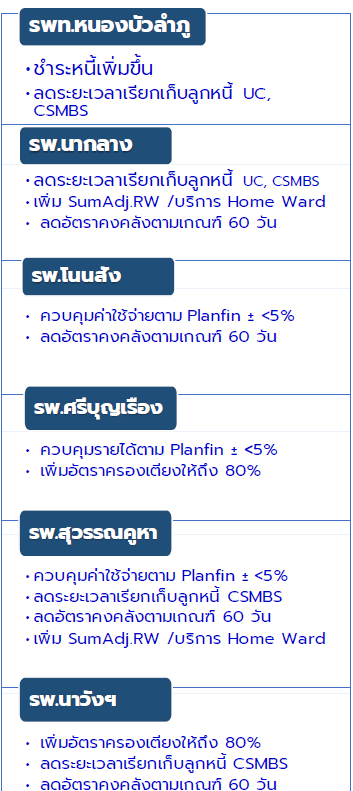 รพท.หนองบัวลำภู
• ชำระหนี้เพิ่มขึ้น
• ลดระยะเวลาเรียกเก็บลูกหนี้ UC,
CSMBS
รพ.นากลาง
• ลดระยะเวลาเรียกเก็บลูกหนี้ UC, CSMBS
• เพิ่ม SumAdj.RW /บริการ Home Ward
• ลดอัตราคงคลังตามเกณฑ์ 60 วัน
รพ.โนนสัง
• ควบคุมค่าใช้จ่ายตาม Planfin ± <5%
• ลดอัตราคงคลังตามเกณฑ์ 60 วัน
รพ.ศรีบุญเรือง
• ควบคุมรายได้ตาม Planfin ± <5%
• เพิ่มอัตราครองเตียงให้ถึง 80%
รพ.สุวรรณคูหา
• ควบคุมค่าใช้จ่ายตาม Planfin ± <5%
• ลดระยะเวลาเรียกเก็บลูกหนี้ CSMBS
• ลดอัตราคงคลังตามเกณฑ์ 60 วัน
• เพิ่ม SumAdj.RW /บริการ Home Ward
รพ.นาวังฯ
• เพิ่มอัตราครองเตียงให้ถึง 80%
• ลดระยะเวลาเรียกเก็บลูกหนี้ CSMBS
• ลดอัตราคงคลังตามเกณฑ์ 60 วัน